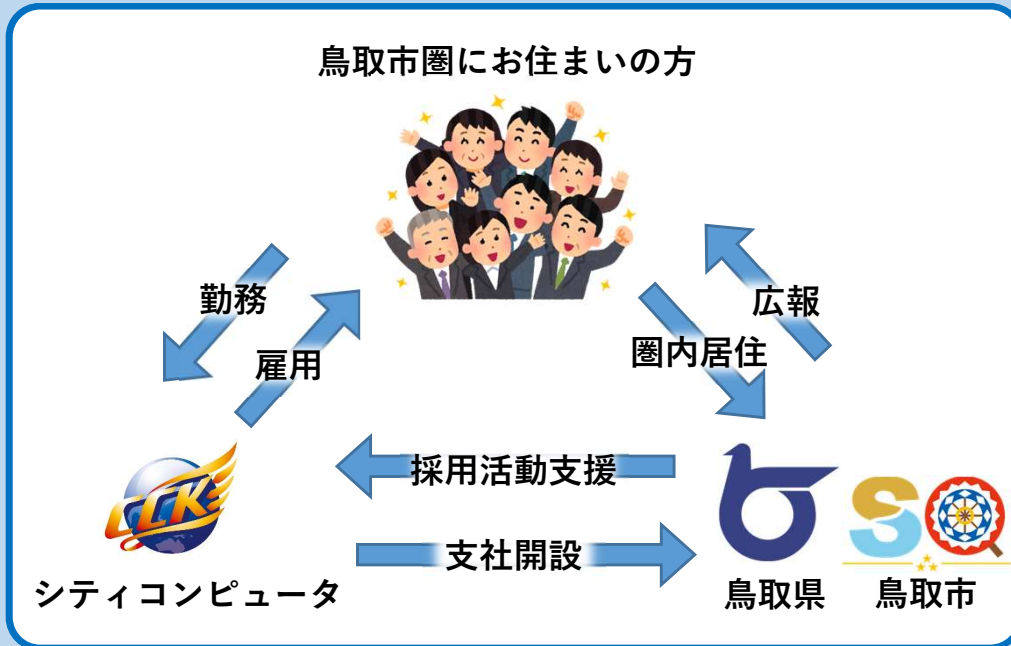 鳥取市圏にお住まいの方
勤務
雇用
広報
圏内居住
採用活動支援
支社開設
CCK
シティコンピュータ
SQ
鳥取県
鳥取市